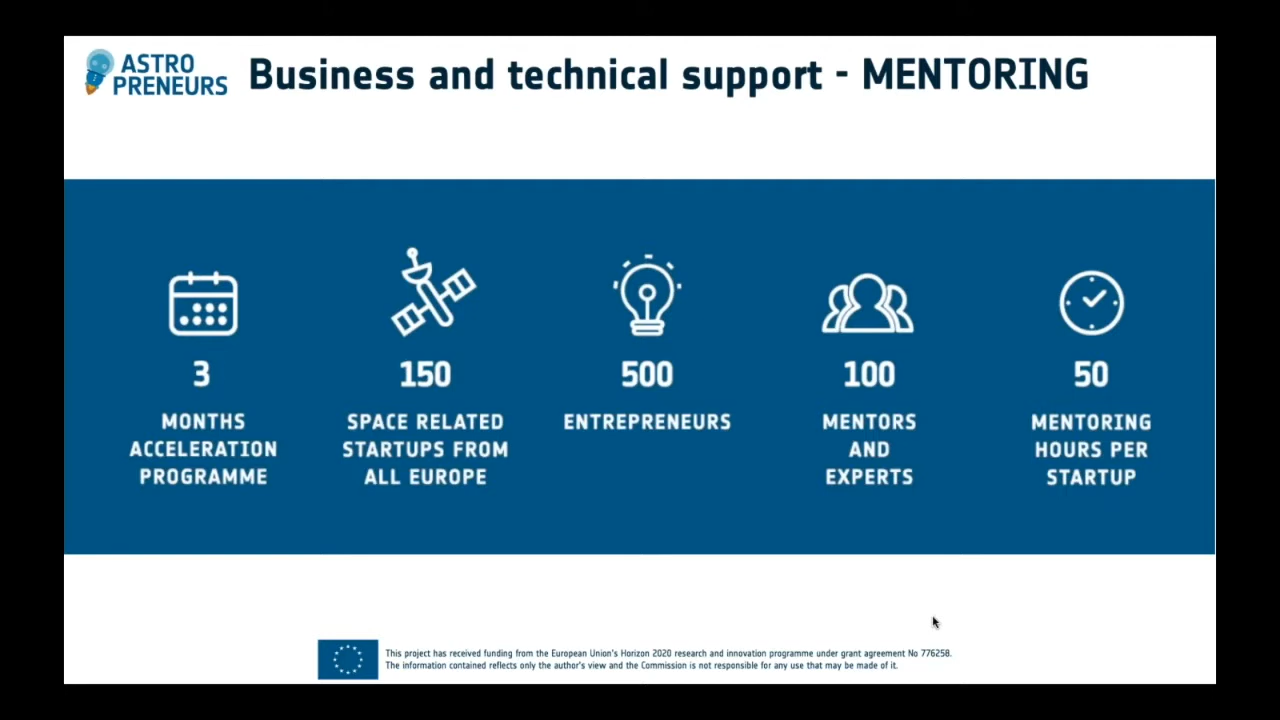 ASTRO
PRENEURS
Business and technical support - MENTORING
3
MONTHS
ACCELERATION
PROGRAMME
150
SPACE RELATED
STARTUPS FROM
ALL EUROPE
500
ENTREPRENEURS
100
MENTORS
AND
EXPERTS
50
MENTORING
HOURS PER
STARTUP
This project has received funding from the European Union's Horizon 2020 research and innovation programme under grant agreement No 776258.
The information contained reflects only the author's view and the Commission is not responsible for any use that may be made of it.